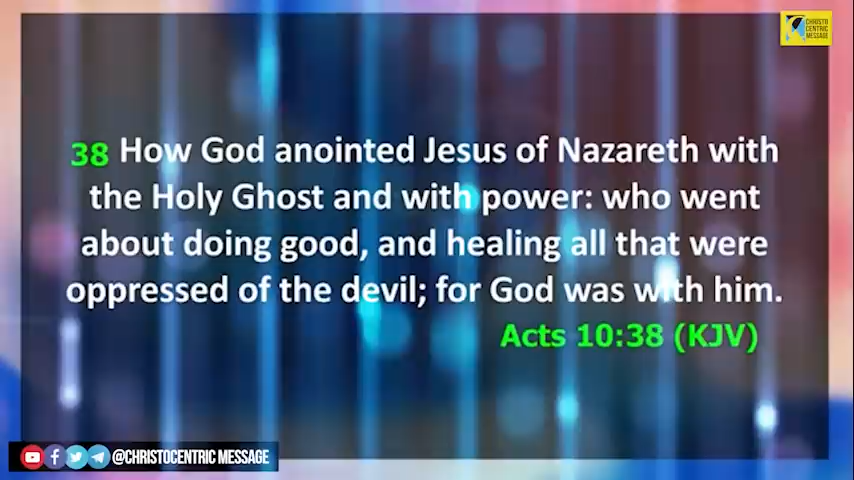 CHRISTO
CENTRIC
MESSAGE
38 How God anointed Jesus of Nazareth with
the Holy Ghost and with power: who went
about doing good, and healing all that were
oppressed of the devil; for God was with him.
Acts 10:38 (KJV)
@CHRISTOCENTRIC MESSAGE